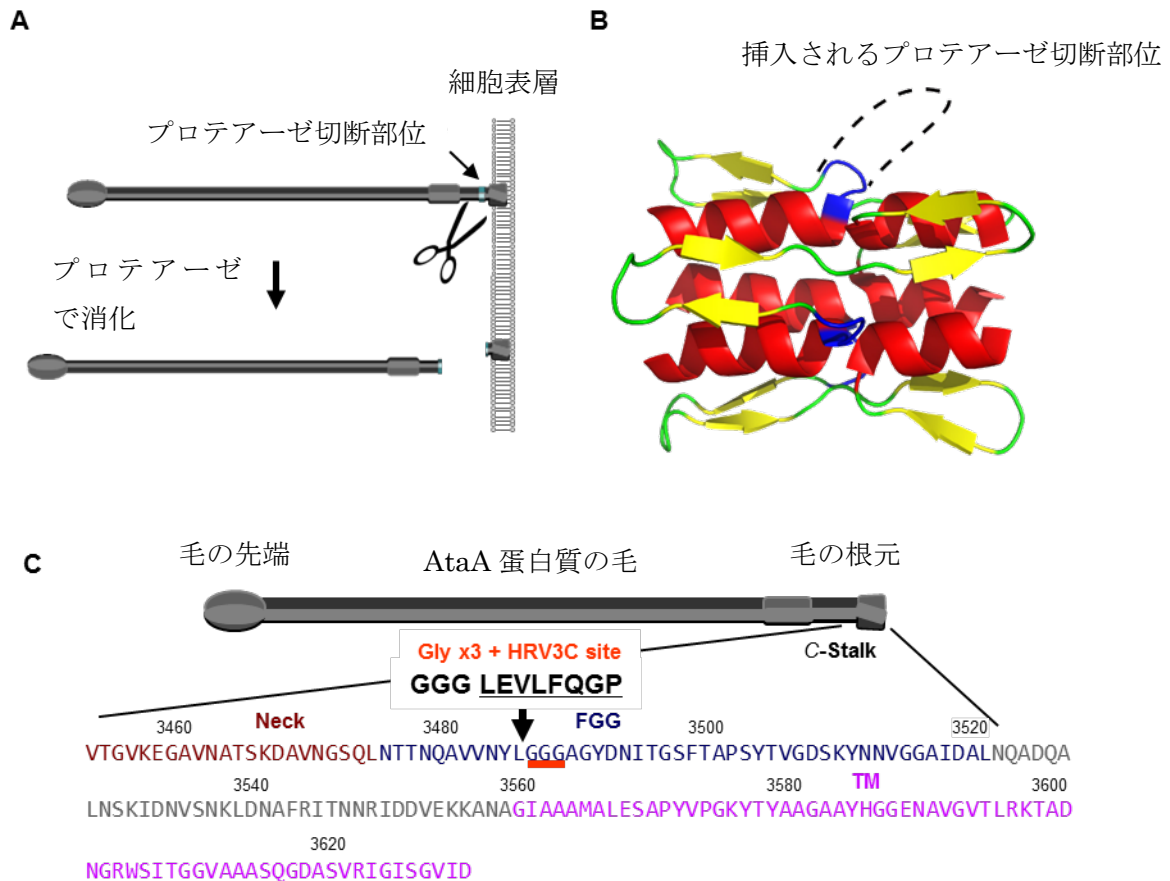 A
細胞表層
プロテアーゼ切断部位
プロテアーゼ
で消化
B
挿入されるプロテアーゼ切断部位
C
毛の先端
AtaA 蛋白質の毛
毛の根元
C-Stalk
Gly x3 + HRV3C site
GGG LEVLFQGP
3460 Neck 3480 FGG 3500 3520
VTGVKEGAVNATSKDAVNGSQLNTTNQAVVNYLGGGAGYDNITGSFTAPSYTVGDSKYNNVGGAIDALNQADQA
3540 3560 3580 TM 3600
LNSKIDNVSNKLDNAFRITNNRIDDVEKKANAGIAAAMALESAPYVPGKYTYAAGAAYHGGENAVGVTLRKTAD
3620
NGRWSITGGVAAASQGDASVRIGISGVID